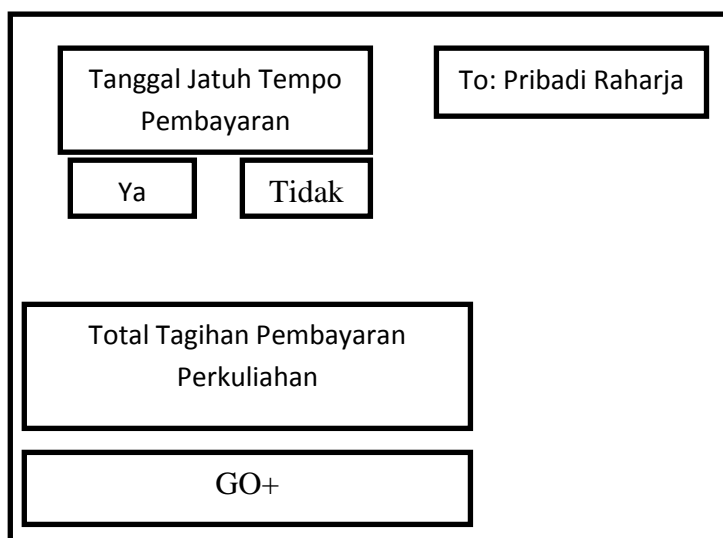 Tanggal Jatuh Tempo
Pembayaran
To: Pribadi Raharja
Ya
Tidak
Total Tagihan Pembayaran
Perkuliahan
GO+